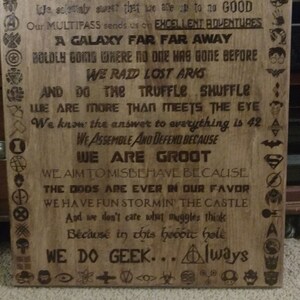 We solemnly swear that we are up to no GOOD
Our MULTIPASS sends us on EXCELLENT ADVENTURES
A GALAXY FAR FAR AWAY
BOLDLY GOING WHERE NO ONE HAS GONE BEFORE
WE RAID LOST ARKS
AND DO THE TRUFFLE SHUFFLE
WE ARE MORE THAN MEETS THE EYE
We know the answer to everything is 42
WE ASSEMBLE AND DEFEND BECAUSE
WE ARE GROOT
WE AIM TO MISBEHAVE BECAUSE
THE ODDS ARE EVER IN OUR FAVOR
WE HAVE FUN STORMIN' THE CASTLE
And we don't care what muggles think
Because in this hobbit hole
WE DO GEEK... Always